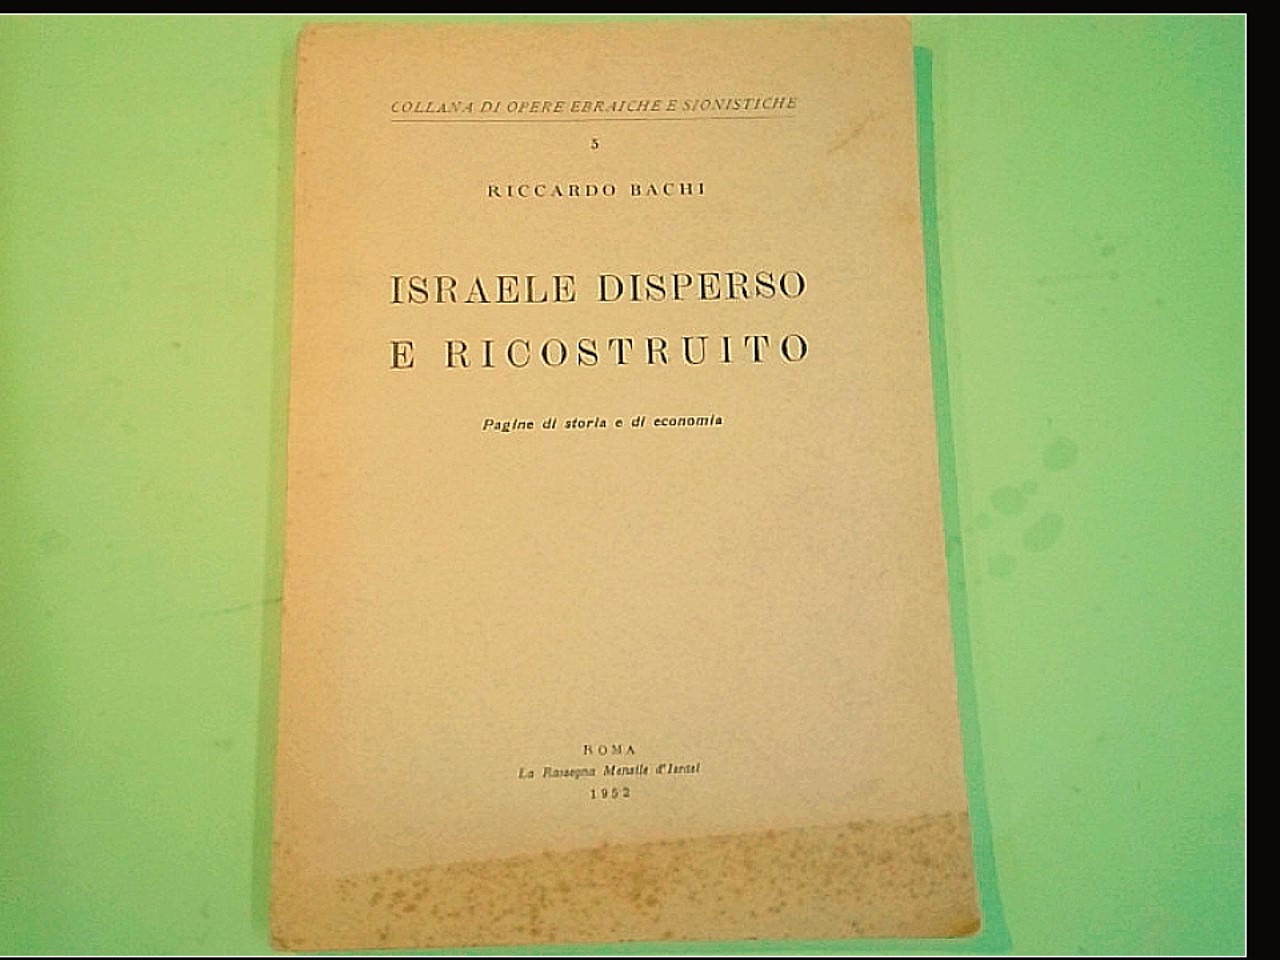 COLLANA DI OPERE EBRAICHE E SIONISTICHE
5
RICCARDO BACHI
ISRAELE DISPERSO
E RICOSTRUITO
Pagine di storia e di economia
ROMA
La Rassegna Mensile d'Israel
1952